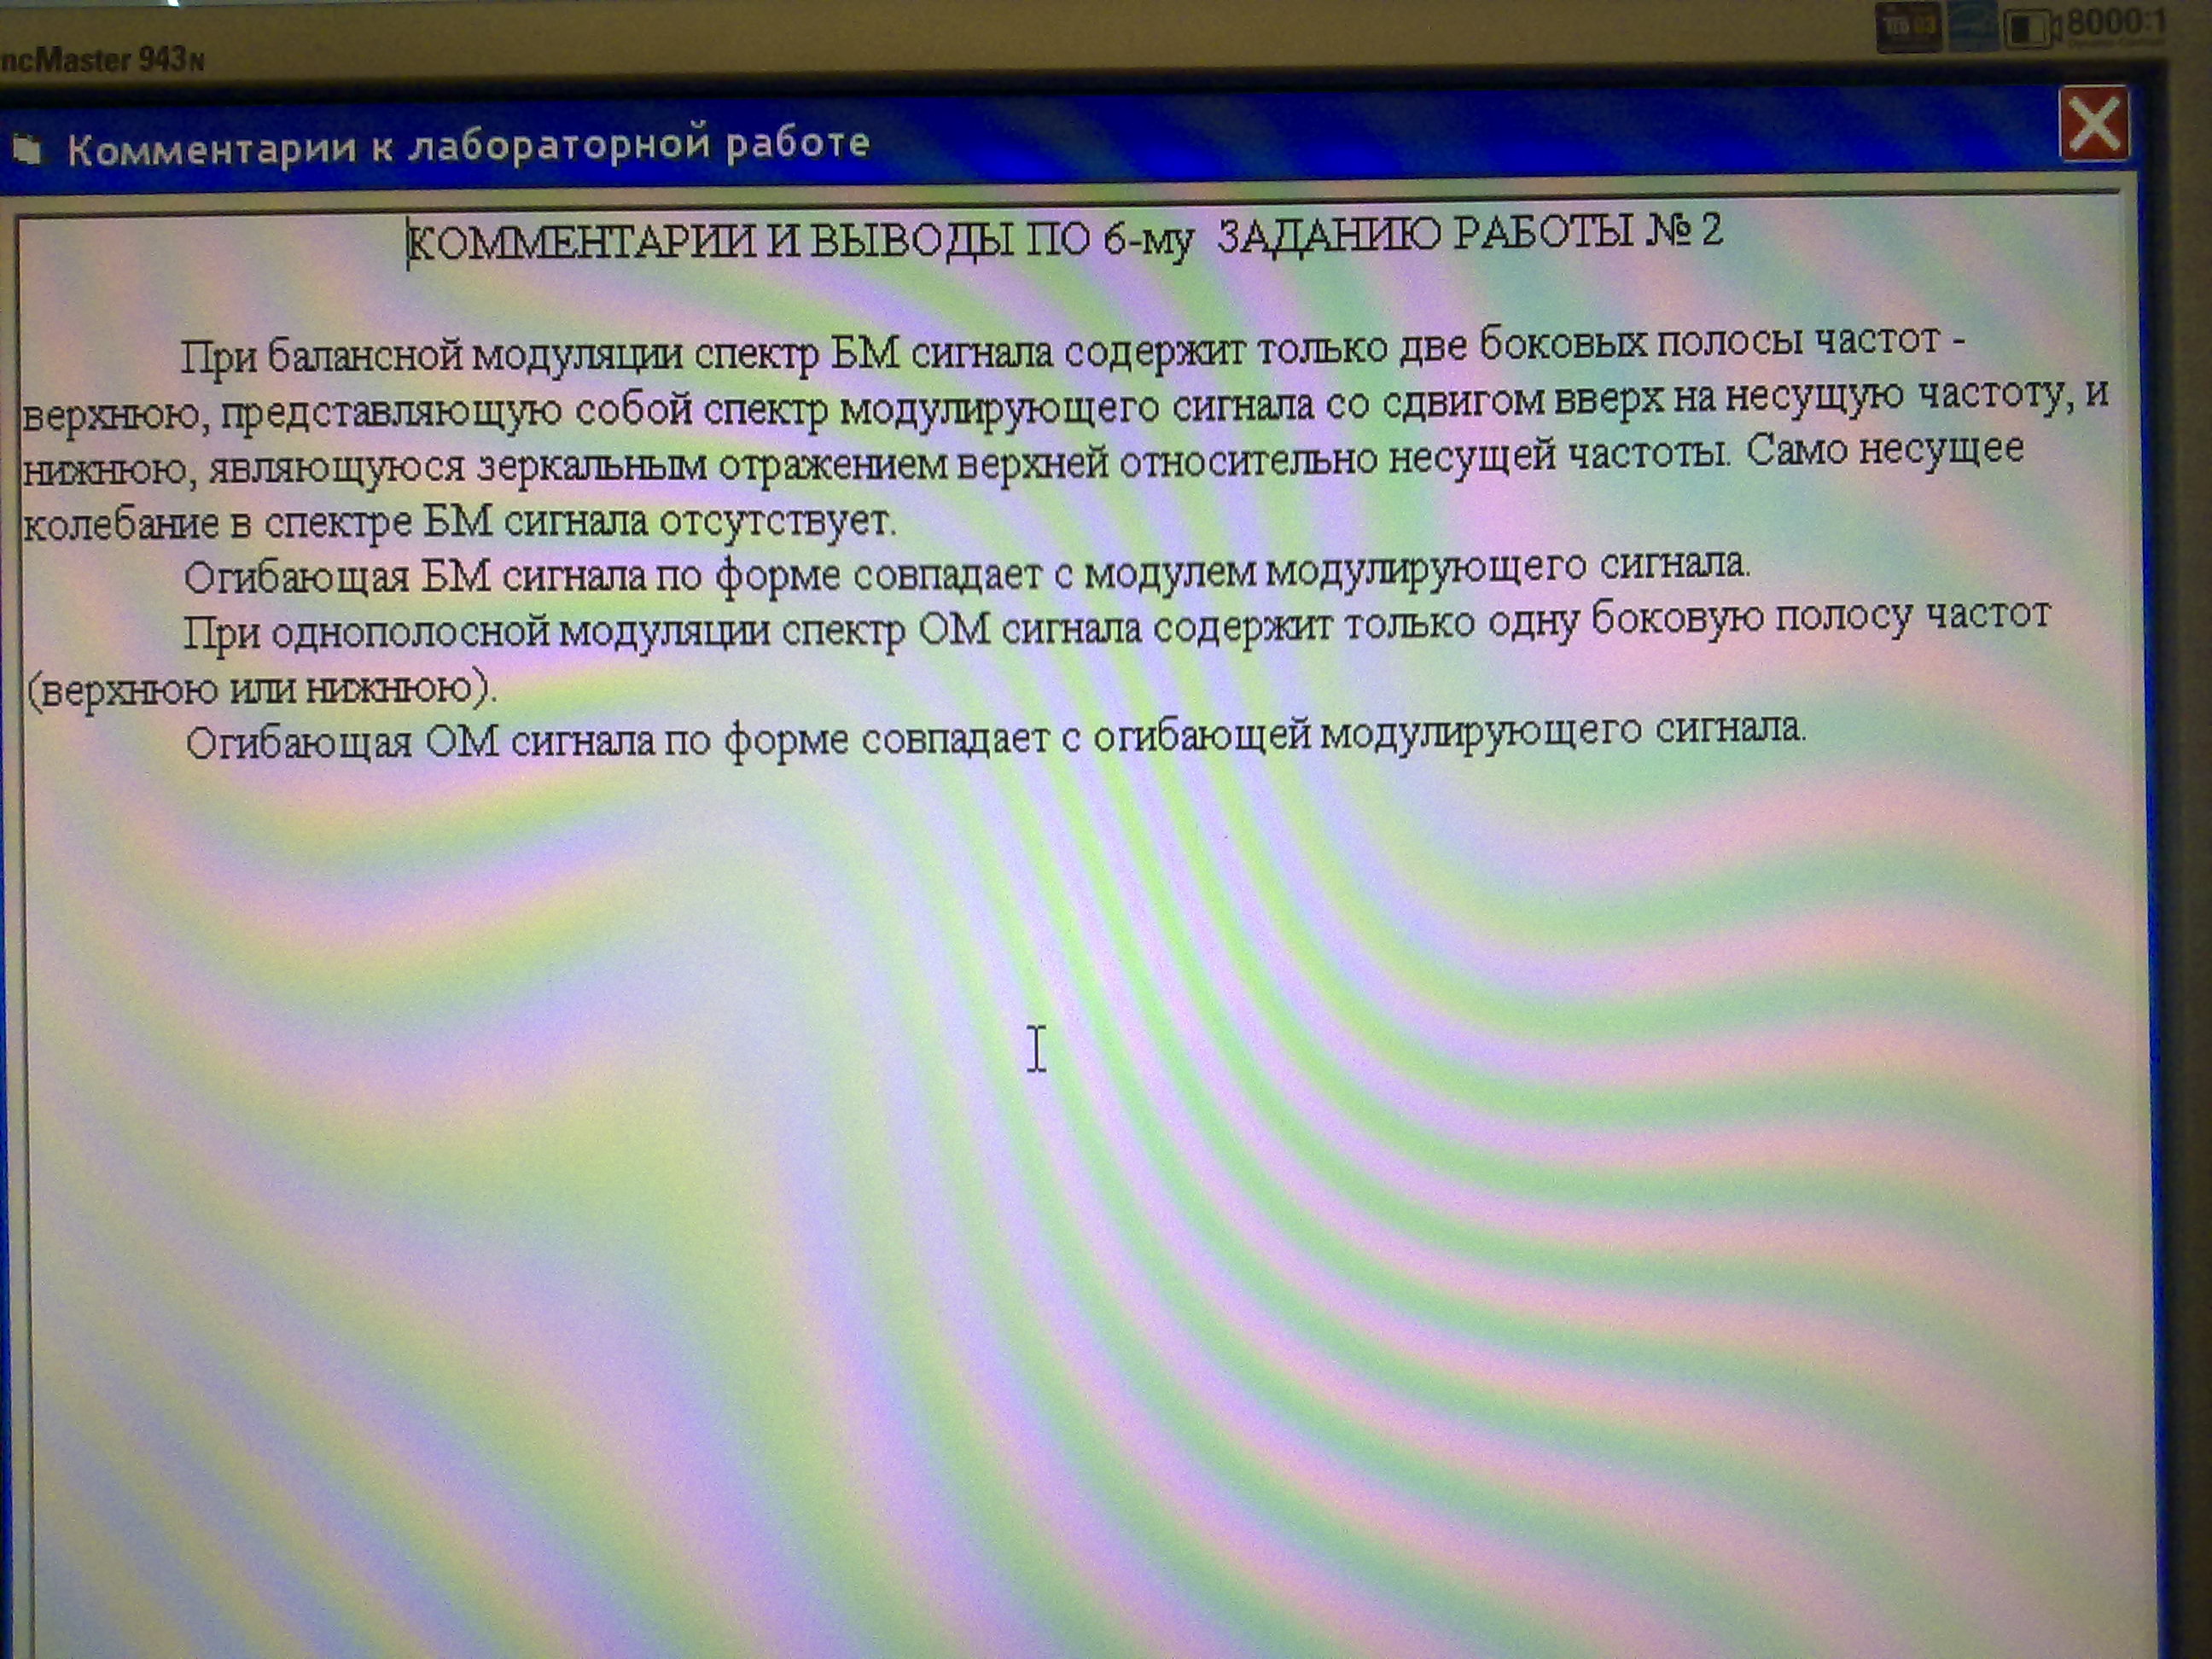 ncMaster 943N
8000:1
Комментарии к лабораторной работе
КОММЕНТАРИИ И ВЫВОДЫ ПО 6-му ЗАДАНИЮ РАБОТЫ № 2
При балансной модуляции спектр БМ сигнала содержит только две боковых полосы частот -
верхнюю, представляющую собой спектр модулирующего сигнала со сдвигом вверх на несущую частоту, и
нижнюю, являющуюся зеркальным отражением верхней относительно несущей частоты. Само несущее
колебание в спектре БМ сигнала отсутствует.
Огибающая БМ сигнала по форме совпадает с модулем модулирующего сигнала.
При однополосной модуляции спектр ОМ сигнала содержит только одну боковую полосу частот
(верхнюю или нижнюю).
Огибающая ОМ сигнала по форме совпадает с огибающей модулирующего сигнала.